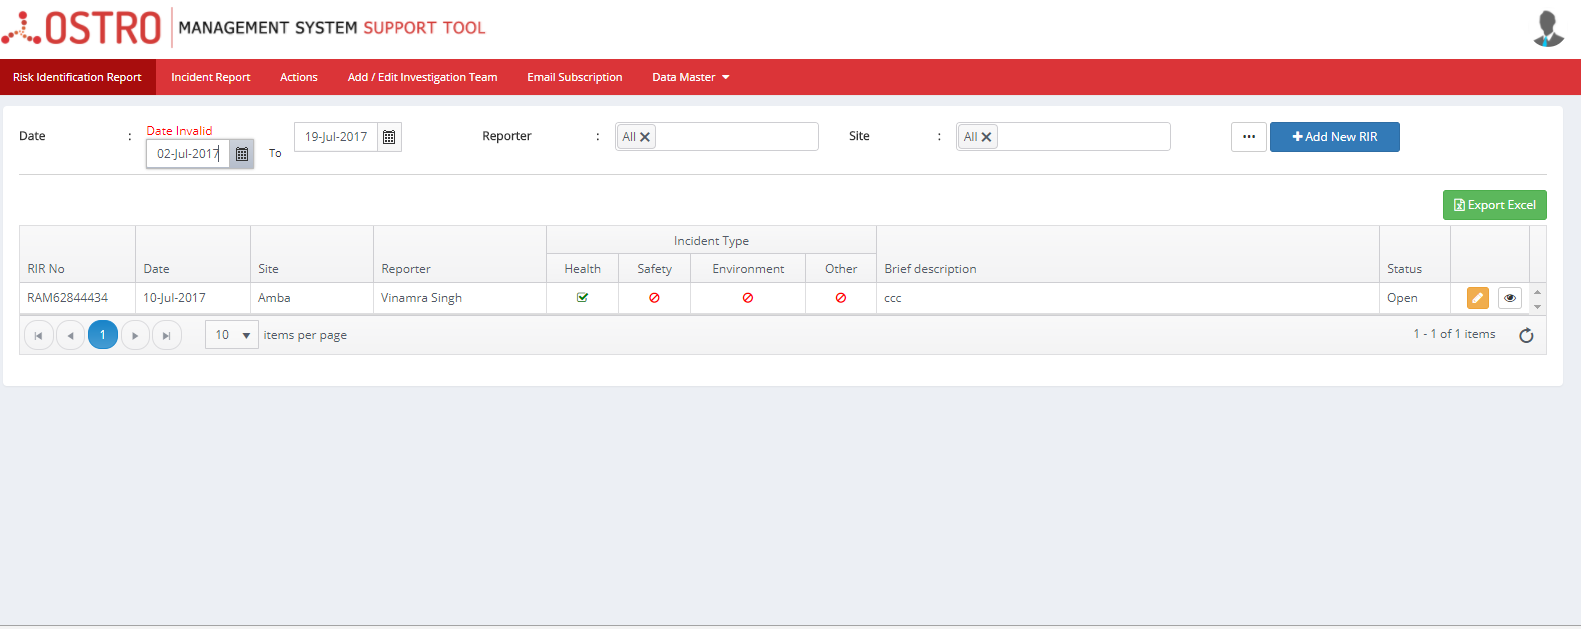 OSTRO MANAGEMENT SYSTEM SUPPORT TOOL
Risk Identification Report Incident Report Actions Add / Edit Investigation Team Email Subscription Data Master
Date : Date Invalid 02-Jul-2017 To 19-Jul-2017 Reporter : All Site : All ... Add New RIR
Export Excel
Incident Type
RIR No Date Site Reporter Health Safety Environment Other Brief description Status
RAM62844434 10-Jul-2017 Amba Vinamra Singh ccc Open
1 10 items per page 1 - 1 of 1 items